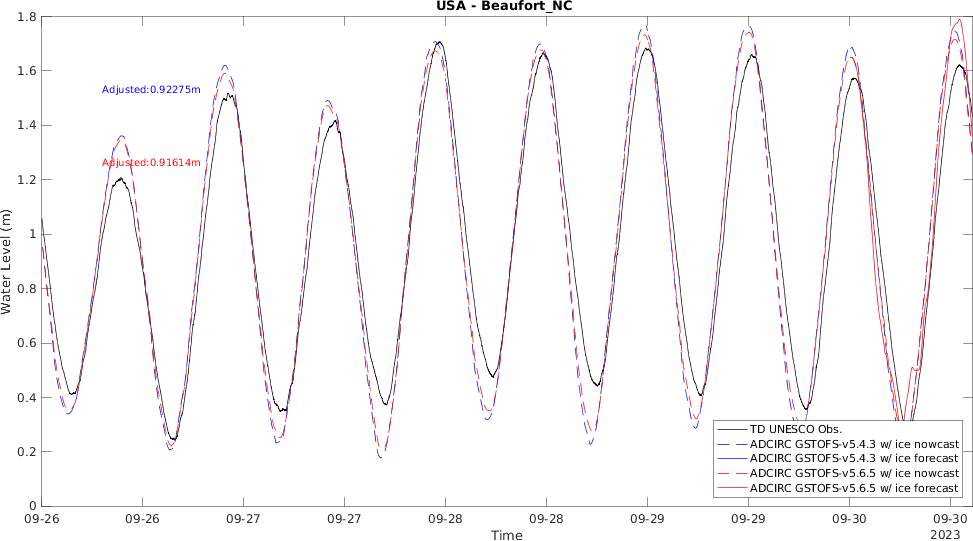 USA - Beaufort_NC
1.8
1.6
1.4
1.2
1
0.8
0.6
0.4
0.2
0
Water Level (m)
Adjusted:0.92275m
Adjusted:0.91614m
TD UNESCO Obs.
ADCIRC GSTOFS-v5.4.3 w/ ice nowcast
ADCIRC GSTOFS-v5.4.3 w/ ice forecast
ADCIRC GSTOFS-v5.6.5 w/ ice nowcast
ADCIRC GSTOFS-v5.6.5 w/ ice forecast
09-26 09-26 09-27 09-27 09-28 09-28 09-29 09-29 09-30 09-30
2023
Time